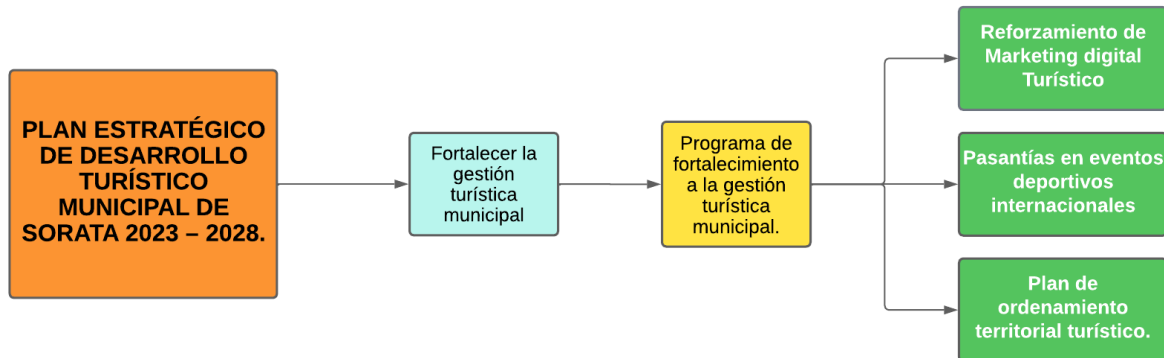 PLAN ESTRATÉGICO
DE DESARROLLO
TURÍSTICO
MUNICIPAL DE
SORATA 2023 – 2028.
Fortalecer la
gestión
turística
municipal
Programa de
fortalecimiento
a la gestión
turística
municipal.
Reforzamiento de
Marketing digital
Turístico
Pasantías en eventos
deportivos
internacionales
Plan de
ordenamiento
territorial turístico.